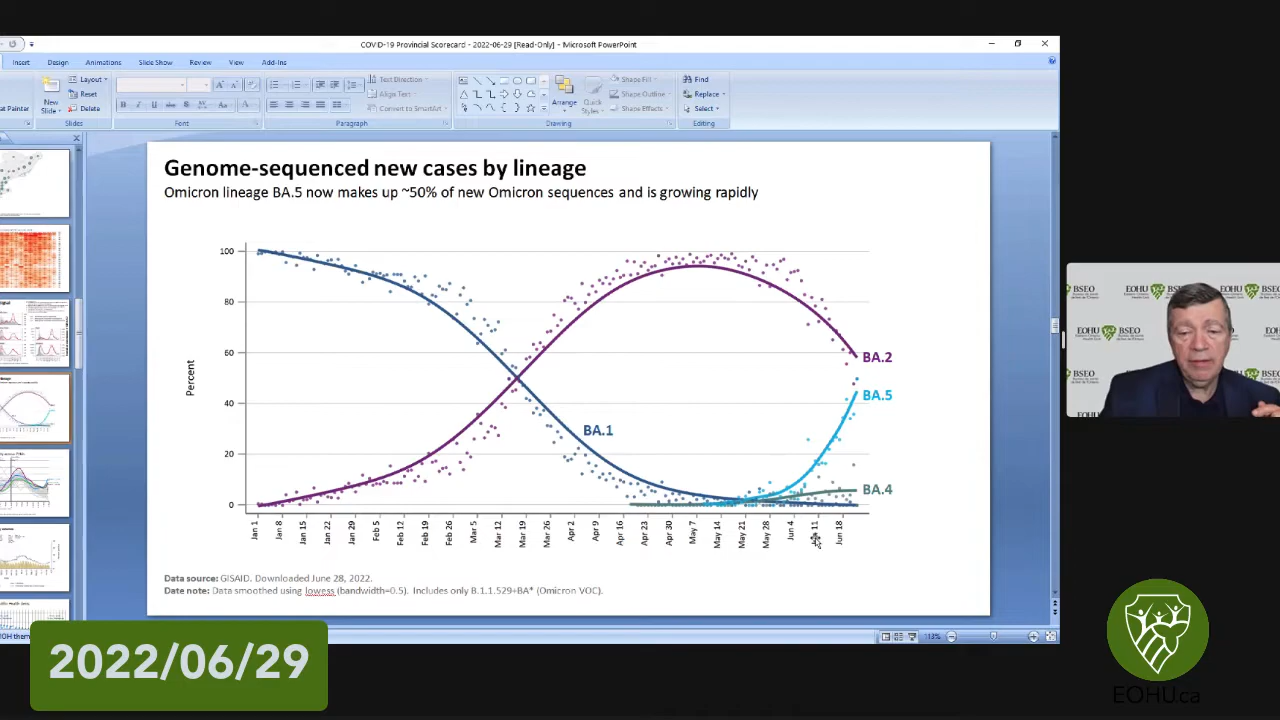 COVID-19 Provincial Scorecard - 2022-06-29 [Read-Only] - Microsoft PowerPoint
Insert Design Animations Slide Show Review View Add-Ins
Layout
Reset
Delete
New
Slide
at Painter
Slides
Font
Text Direction
Align Text
Convert to SmartArt
Paragraph
Arrange
Quick
Styles
Shape Fill
Shape Outline
Shape Effects
Drawing
Find
Replace
Select
Editing
Genome-sequenced new cases by lineage
Omicron lineage BA.5 now makes up ~50% of new Omicron sequences and is growing rapidly
Percent
100
80
60
40
20
0
BA.1
BA.2
BA.5
BA.4
Jan 1 Jan 8 Jan 15 Jan 22 Jan 29 Feb 5 Feb 12 Feb 19 Feb 26 Mar 5 Mar 12 Mar 19 Mar 26 Apr 2 Apr 9 Apr 16 Apr 23 Apr 30 May 7 May 14 May 21 May 28 Jun 4 Jun 11 Jun 18
Data source: GISAID. Downloaded June 28, 2022.
Date note: Data smoothed using lowess (bandwidth=0.5). Includes only B.1.1.529+BA* (Omicron VOC).
113%
EOHU BSEO
2022/06/29
EOHU.ca